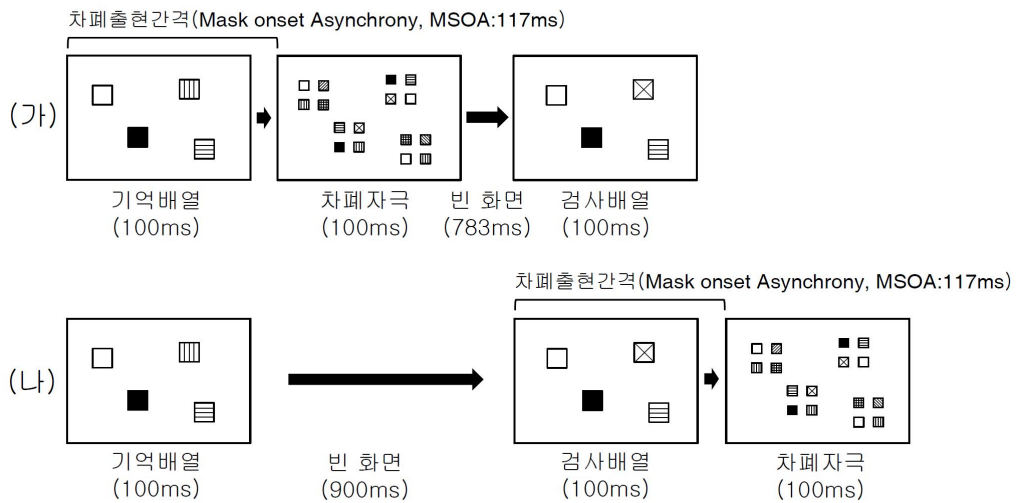 차폐출현간격(Mask onset Asynchrony, MSOA:117ms)
(가)
기억배열 차폐자극 빈 화면 검사배열
(100ms) (100ms) (783ms) (100ms)
차폐출현간격(Mask onset Asynchrony, MSOA:117ms)
(나)
기억배열 빈 화면 검사배열 차폐자극
(100ms) (900ms) (100ms) (100ms)